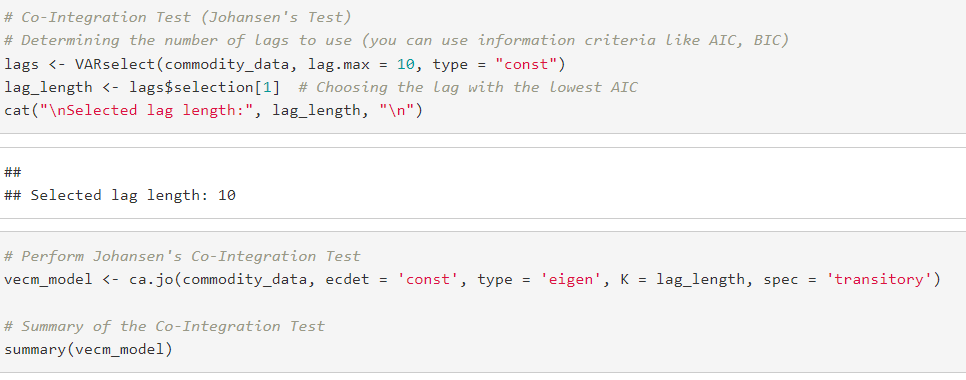 # Co-Integration Test (Johansen's Test)
# Determining the number of lags to use (you can use information criteria like AIC, BIC)
lags <- VARselect(commodity_data, lag.max = 10, type = "const")
lag_length <- lags$selection[1]  # Choosing the lag with the lowest AIC
cat("\nSelected lag length:", lag_length, "\n")
##
## Selected lag length: 10
# Perform Johansen's Co-Integration Test
vecm_model <- ca.jo(commodity_data, ecdet = 'const', type = 'eigen', K = lag_length, spec = 'transitory')
# Summary of the Co-Integration Test
summary(vecm_model)